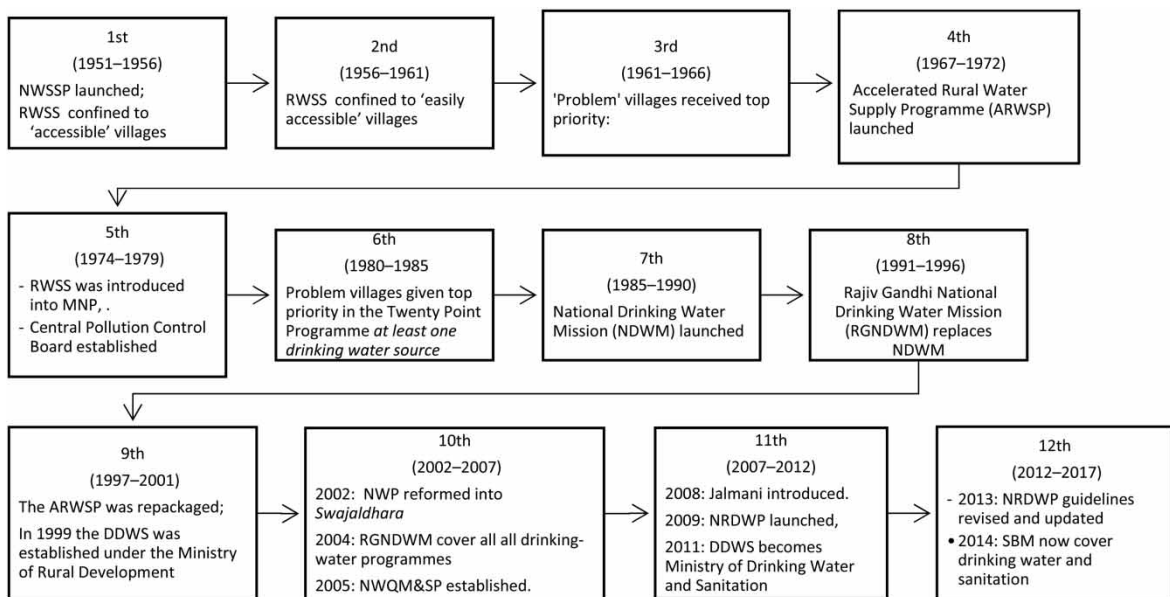 1st
(1951–1956)
NWSSP launched;
RWSS confined to
‘accessible’ villages
2nd
(1956–1961)
RWSS confined to ‘easily
accessible’ villages
3rd
(1961–1966)
'Problem' villages received top
priority:
4th
(1967–1972)
Accelerated Rural Water
Supply Programme (ARWSP)
launched
5th
(1974–1979)
- RWSS was introduced
into MNP, .
- Central Pollution Control
Board established
6th
(1980–1985
Problem villages given top
priority in the Twenty Point
Programme at least one
drinking water source
7th
(1985–1990)
National Drinking Water
Mission (NDWM) launched
8th
(1991–1996)
Rajiv Gandhi National
Drinking Water Mission
(RGNDWM) replaces
NDWM
9th
(1997–2001)
The ARWSP was repackaged;
In 1999 the DDWS was
established under the Ministry
of Rural Development
10th
(2002–2007)
2002: NWP reformed into
Swajaldhara
2004: RGNDWM cover all all drinking-
water programmes
2005: NWQM&SP established.
11th
(2007–2012)
2008: Jalmani introduced.
2009: NRDWP launched,
2011: DDWS becomes
Ministry of Drinking Water
and Sanitation
12th
(2012–2017)
- 2013: NRDWP guidelines
revised and updated
• 2014: SBM now cover
drinking water and
sanitation